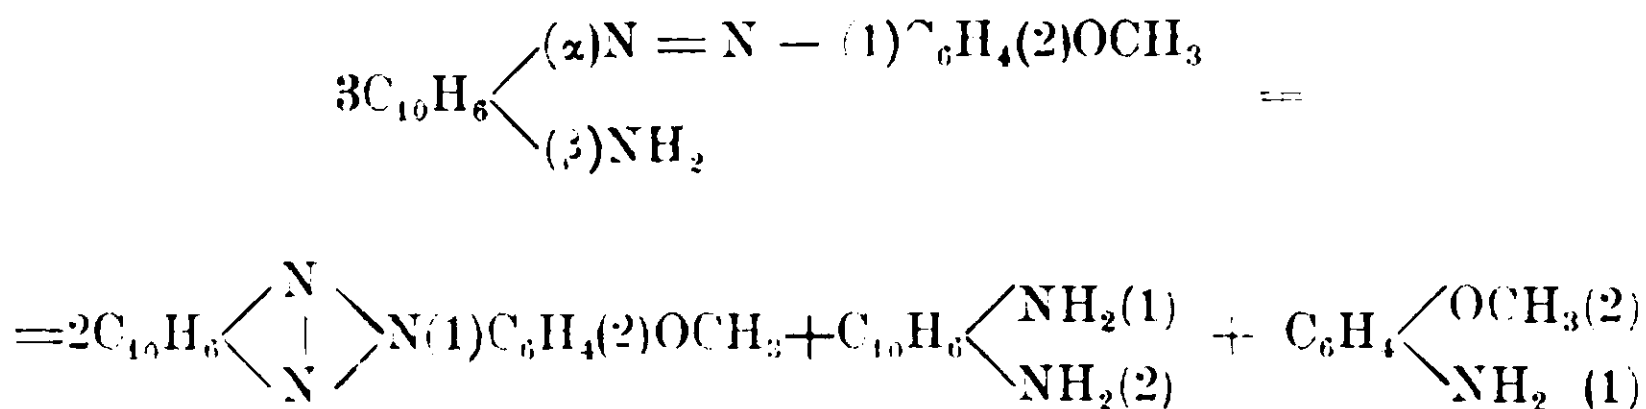 (α)N = N − (1)C₆H₄(2)OCH₃
3C₁₀H₆ =
(β)NH₂
N NH₂(1) OCH₃(2)
=2C₁₀H₆ N(1)C₆H₄(2)OCH₃+C₁₀H₆ + C₆H₄
N NH₂(2) NH₂ (1)